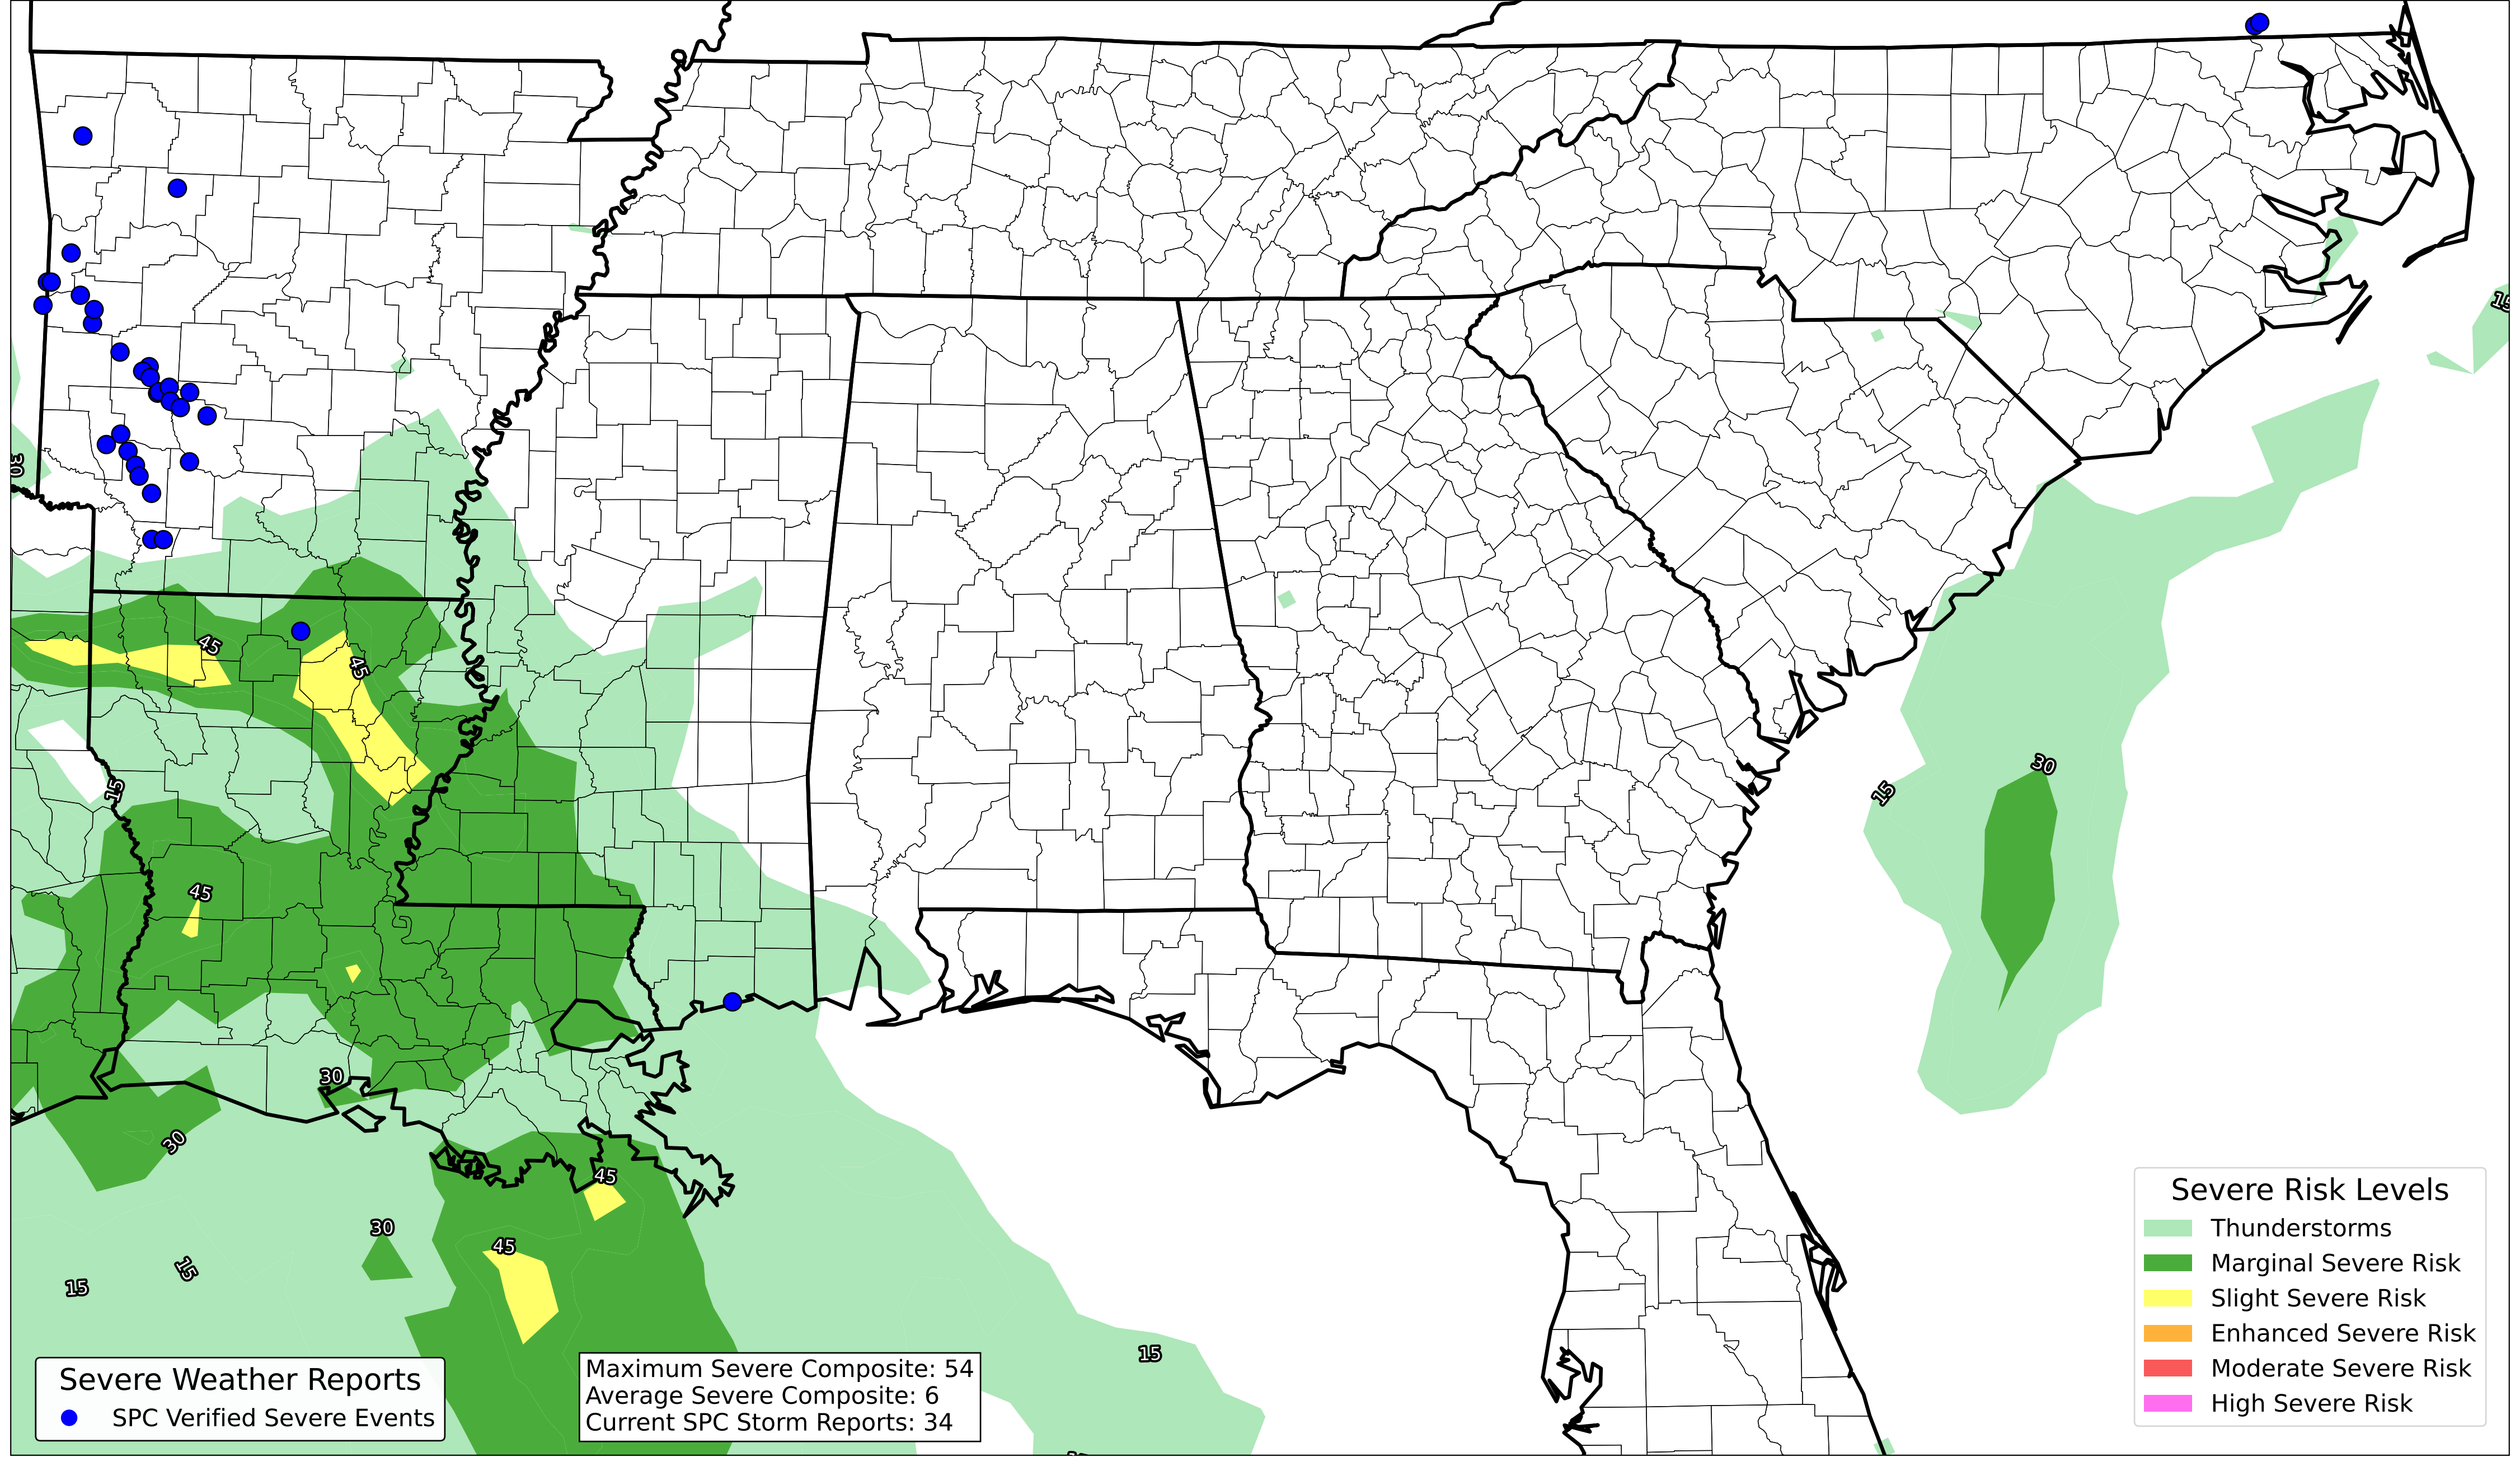 15
30
45
45
30
15
15
45
30
30
45
30
45
15
15
15
Severe Risk Levels
Thunderstorms
Marginal Severe Risk
Slight Severe Risk
Enhanced Severe Risk
Moderate Severe Risk
High Severe Risk
Severe Weather Reports
SPC Verified Severe Events
Maximum Severe Composite: 54
Average Severe Composite: 6
Current SPC Storm Reports: 34